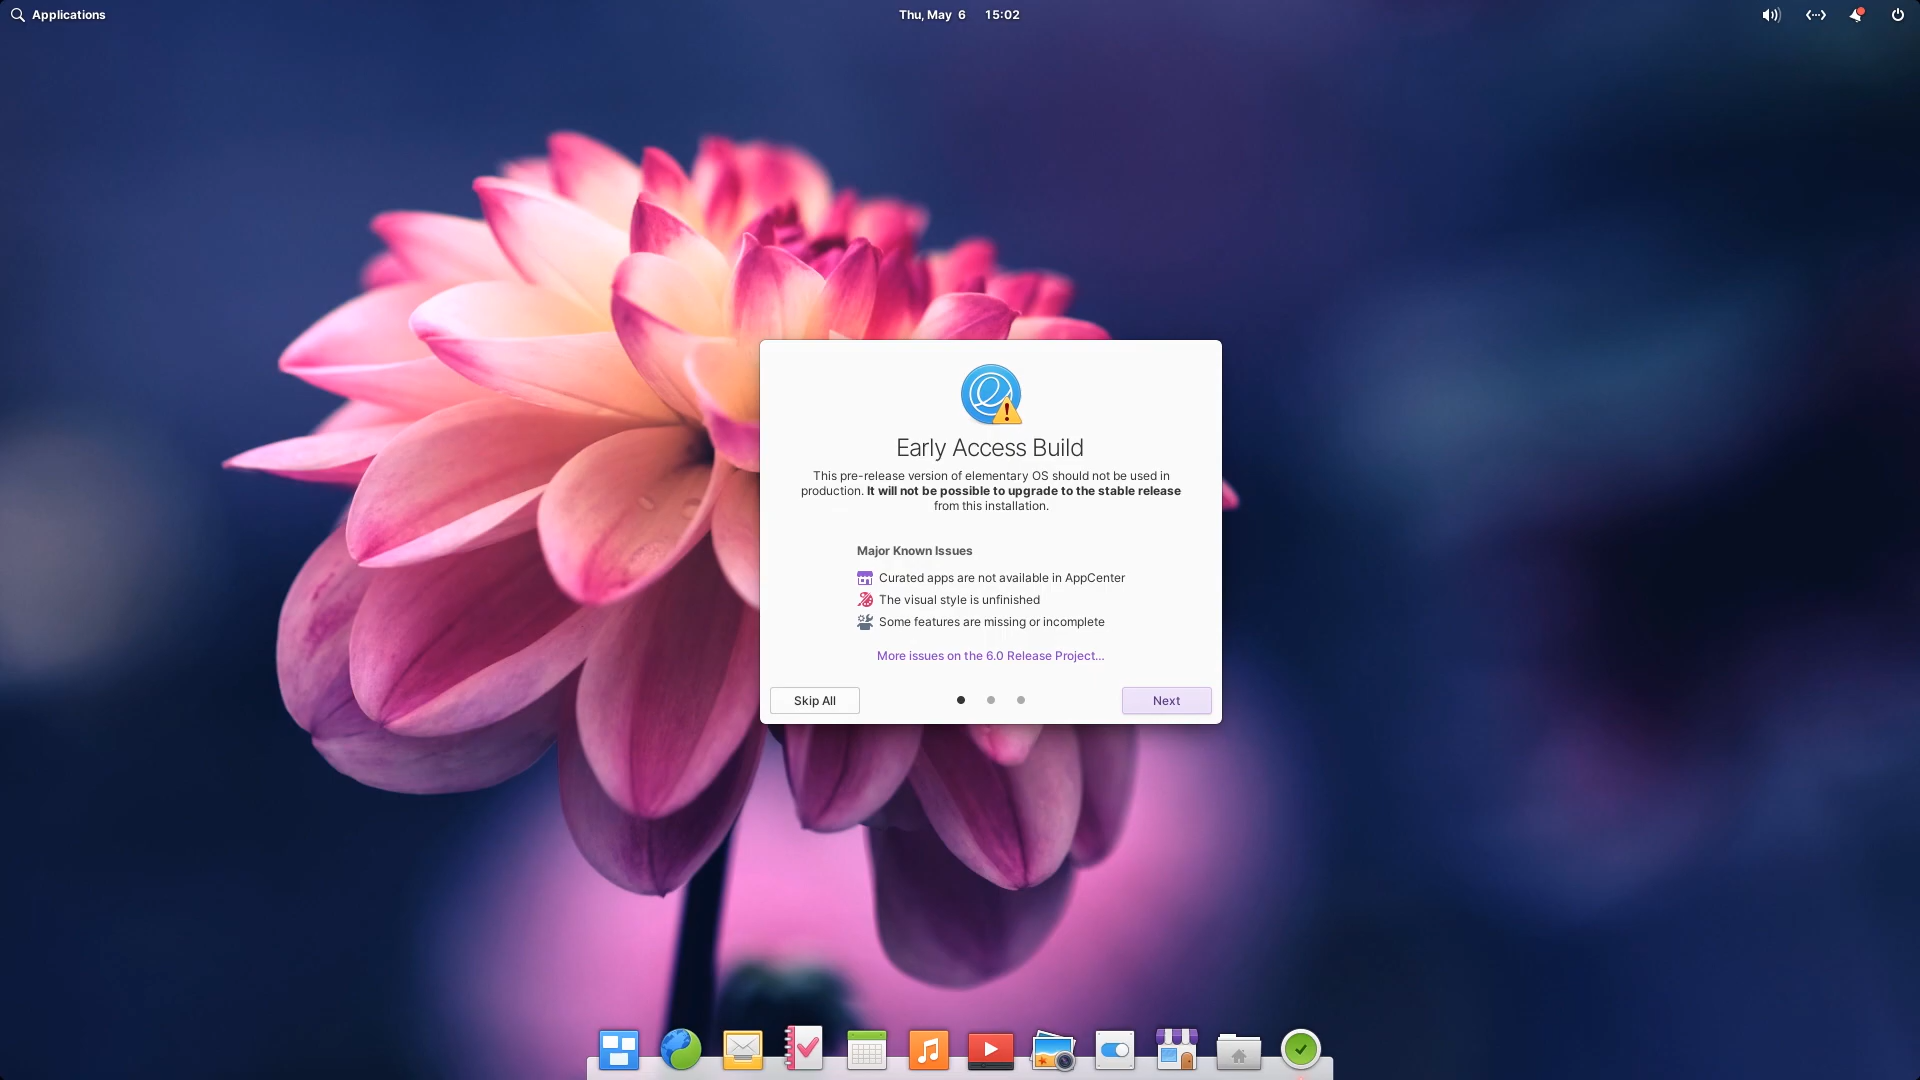 Applications
Thu, May 6 15:02
Early Access Build
This pre-release version of elementary OS should not be used in
production. It will not be possible to upgrade to the stable release
from this installation.
Major Known Issues
Curated apps are not available in AppCenter
The visual style is unfinished
Some features are missing or incomplete
More issues on the 6.0 Release Project…
Skip All
Next